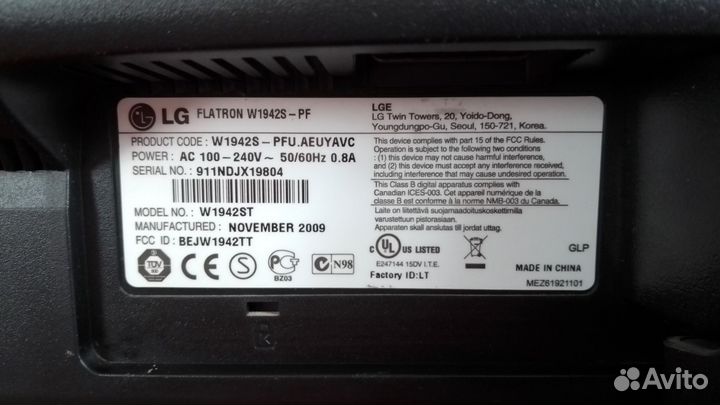 LG FLATRON W1942S-PF
PRODUCT CODE: W1942S-PFU.AEUYAVC
POWER: AC 100-240V~ 50/60Hz 0.8A
SERIAL NO.: 911NDJX19804
MODEL NO.: W1942ST
MANUFACTURED: NOVEMBER 2009
FCC ID: BEJW1942TT
TÜV
CE
S
BZ03
N98
LGE
LG Twin Towers, 20, Yoido-Dong,
Youngdungpo-Gu, Seoul, 150-721, Korea.
This device complies with part 15 of the FCC Rules.
Operation is subject to the following two conditions
: (1) this device may not cause harmful interference,
and (2) this device must accept any interference received,
including interference that may cause undesired operation.
This Class B digital apparatus complies with
Canadian ICES-003. Cet appareil numérique de la
classe B est conforme à la norme NMB-003 du Canada.
Laite on liitettävä suojamaadoituskoskettimilla
varustettuun pistorasiaan.
Apparaten skall anslutas till jordat uttag.
c UL US LISTED
E247144 15DV I.T.E.
Factory ID:LT
GLP
MADE IN CHINA
MEZ61921101
K
Avito